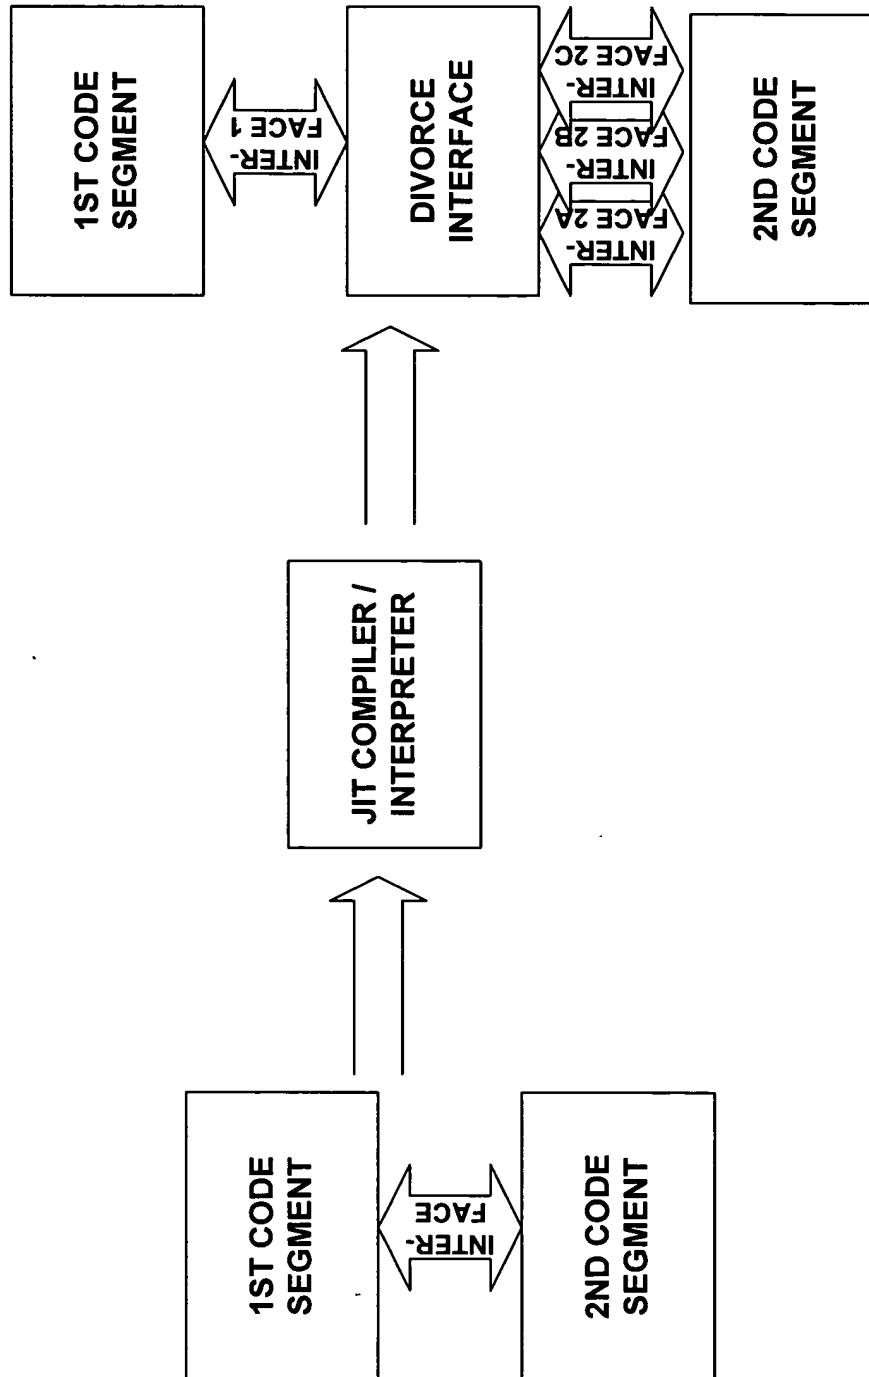 1ST CODE
SEGMENT
INTER-
FACE
2ND CODE
SEGMENT
JIT COMPILER /
INTERPRETER
1ST CODE
SEGMENT
INTER-
FACE 1
DIVORCE
INTERFACE
INTER-
FACE 2A
INTER-
FACE 2B
INTER-
FACE 2C
2ND CODE
SEGMENT